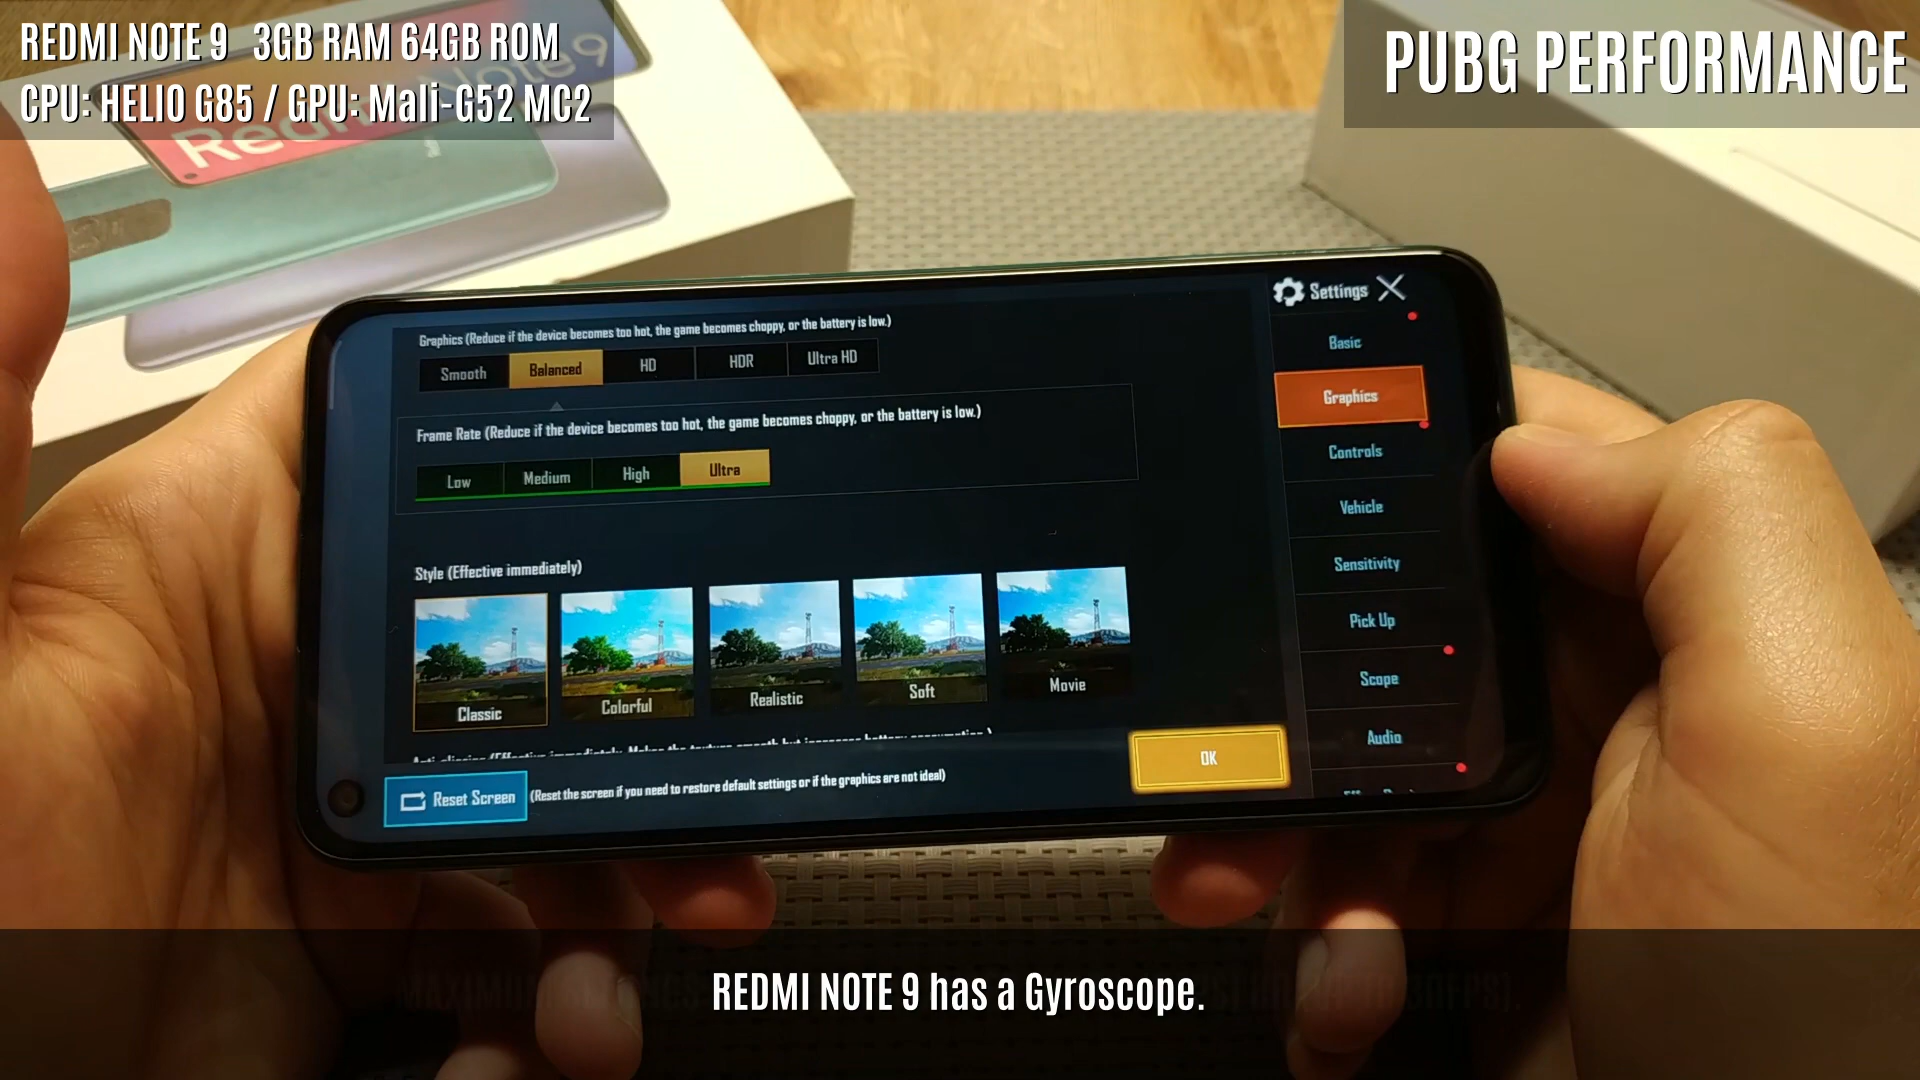 REDMI NOTE 9 3GB RAM 64GB ROM
CPU: HELIO G85 / GPU: Mali-G52 MC2
PUBG PERFORMANCE
Redmi Note 9
Settings
Graphics (Reduce if the device becomes too hot, the game becomes choppy, or the battery is low.)
Smooth Balanced HD HDR Ultra HD
Frame Rate (Reduce if the device becomes too hot, the game becomes choppy, or the battery is low.)
Low Medium High Ultra
Style (Effective immediately)
Classic Colorful Realistic Soft Movie
Reset Screen (Reset the screen if you need to restore default settings or if the graphics are not ideal)
OK
Basic
Graphics
Controls
Vehicle
Sensitivity
Pick Up
Scope
Audio
REDMI NOTE 9 has a Gyroscope.